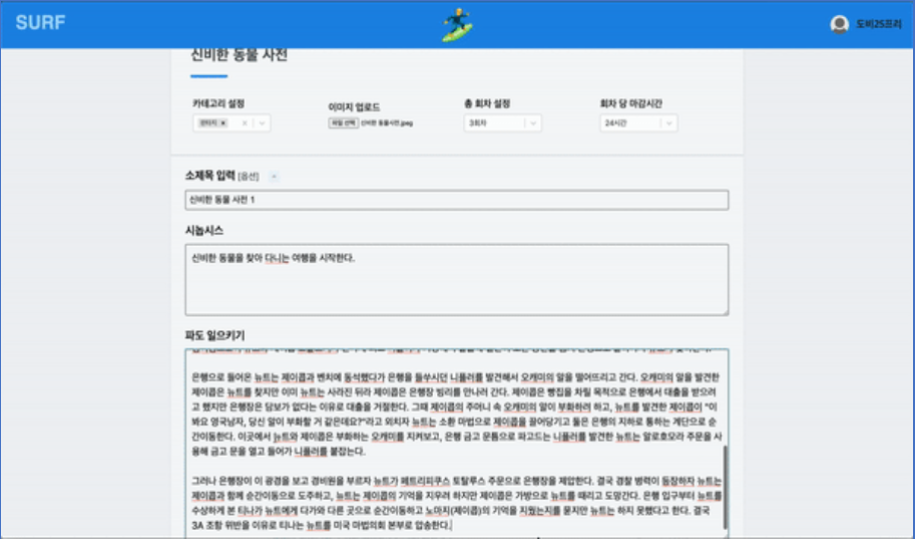 SURF
도비25프리
신비한 동물 사전
카테고리 설정
이미지 업로드
총 회차 설정
회차 당 마감시간
판타지 ×
파일 선택 신비한 동물사전.jpeg
3회차
24시간
소제목 입력 [옵션]
신비한 동물 사전 1
시놉시스
신비한 동물을 찾아 다니는 여행을 시작한다.
파도 일으키기
은행으로 들어온 뉴트는 제이콥과 벤치에 동석했다가 은행을 들쑤시던 니플러를 발견해서 오캐미의 알을 떨어뜨리고 간다. 오캐미의 알을 발견한
제이콥은 뉴트를 찾지만 이미 뉴트는 사라진 뒤라 제이콥은 은행장 빙리를 만나러 간다. 제이콥은 빵집을 차릴 목적으로 은행에서 대출을 받으려
고 했지만 은행장은 담보가 없다는 이유로 대출을 거절한다. 그때 제이콥의 주머니 속 오캐미의 알이 부화하려 하고, 뉴트를 발견한 제이콥이 "이
봐요 영국남자, 당신 알이 부화할 거 같은데요?"라고 외치자 뉴트는 소환 마법으로 제이콥을 끌어당기고 둘은 은행의 지하로 통하는 계단으로 순
간이동한다. 이곳에서 뉴트와 제이콥은 부화하는 오캐미를 지켜보고, 은행 금고 문틈으로 파고드는 니플러를 발견한 뉴트는 알로호모라 주문을 사
용해 금고 문을 열고 들어가 니플러를 붙잡는다.
그러나 은행장이 이 광경을 보고 경비원을 부르자 뉴트가 페트리피쿠스 토탈루스 주문으로 은행장을 제압한다. 결국 경찰 병력이 등장하자 뉴트는
제이콥과 함께 순간이동으로 도주하고, 뉴트는 제이콥의 기억을 지우려 하지만 제이콥은 가방으로 뉴트를 때리고 도망간다. 은행 입구부터 뉴트를
수상하게 본 티나가 뉴트에게 다가와 다른 곳으로 순간이동하고 노마지(제이콥)의 기억을 지웠는지를 묻지만 뉴트는 하지 못했다고 한다. 결국
3A 조항 위반을 이유로 티나는 뉴트를 미국 마법의회 본부로 압송한다.